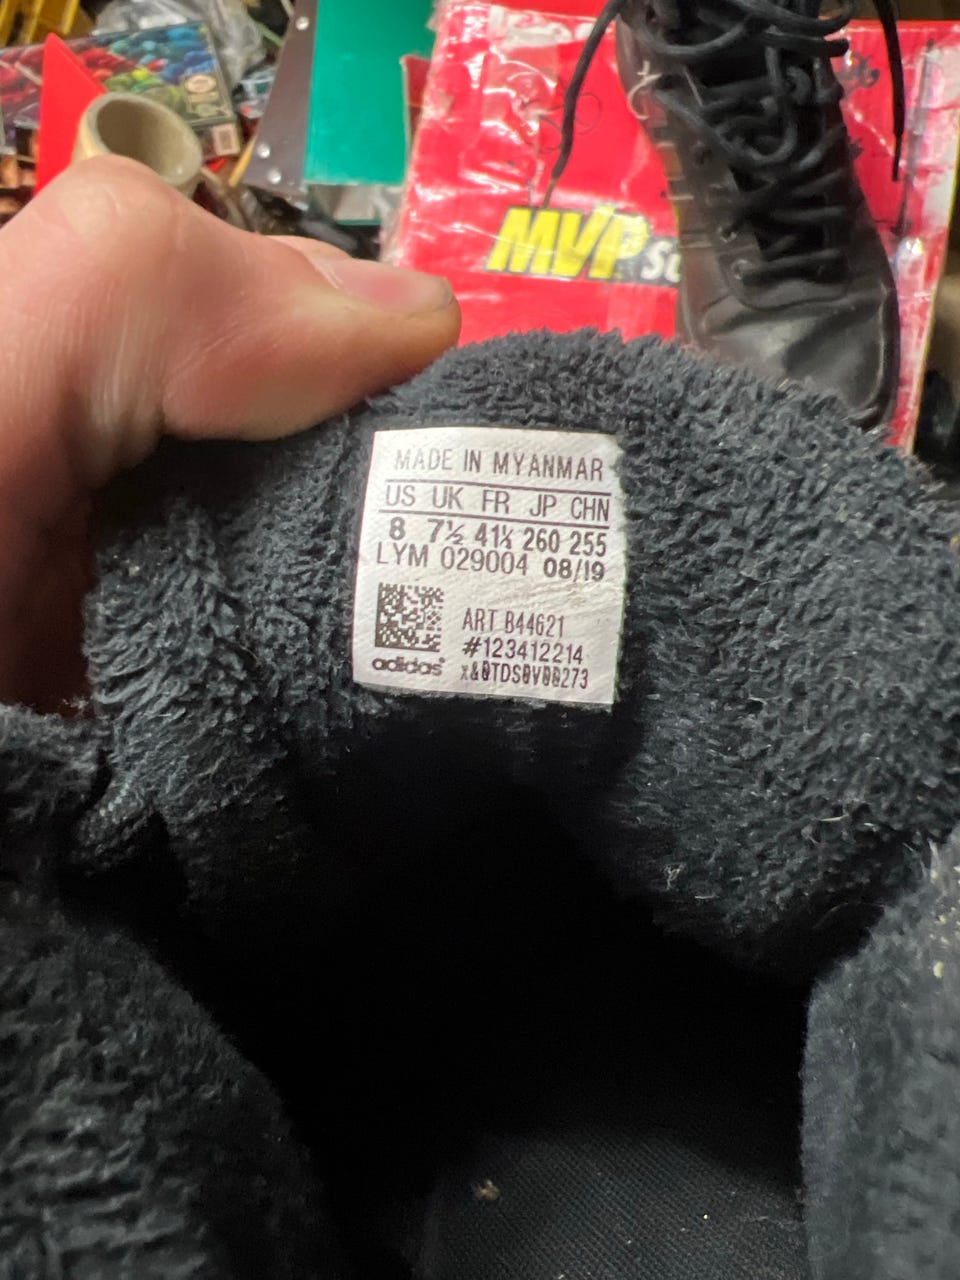 MVP
MADE IN MYANMAR
US UK FR JP CHN
8 7½ 41⅓ 260 255
LYM 029004 08/19
ART B44621
#123412214
adidas